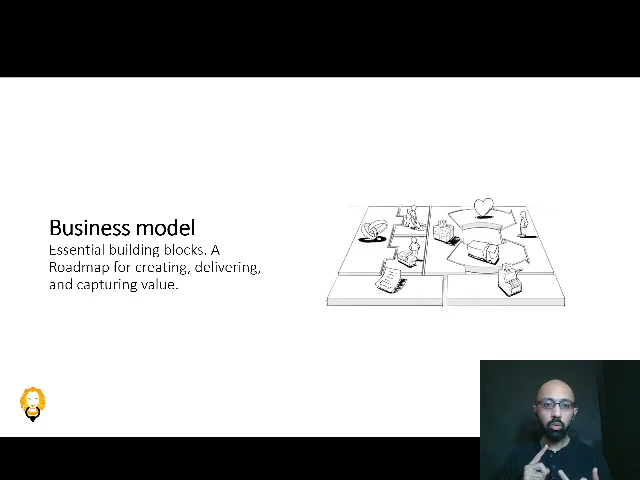 Business model
Essential building blocks. A
Roadmap for creating, delivering,
and capturing value.